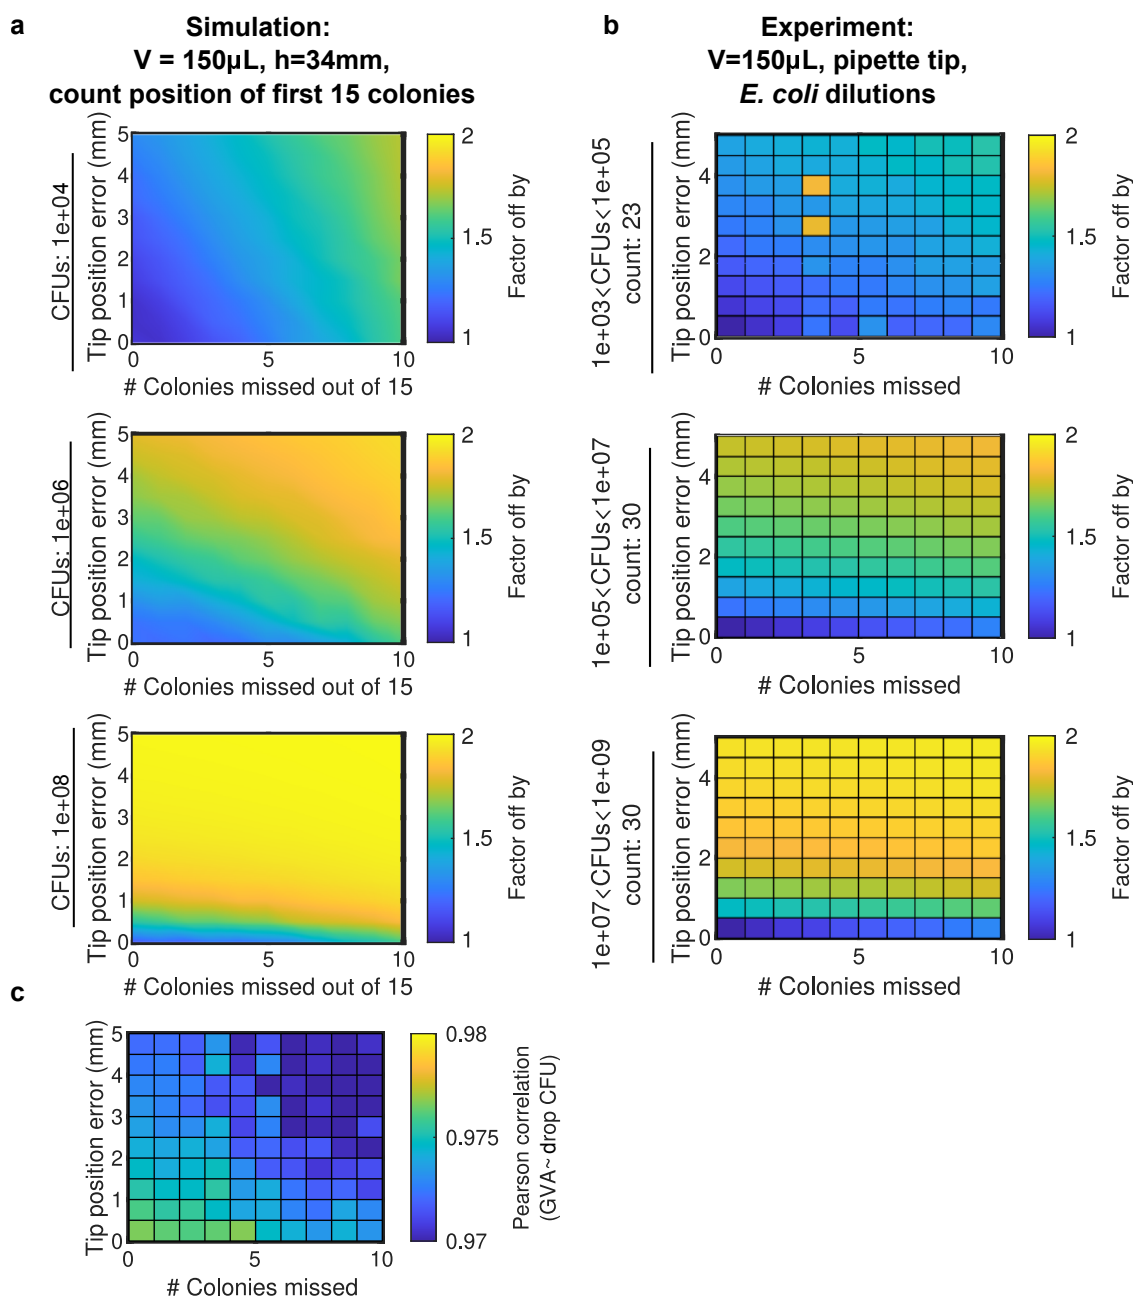 a
Simulation:
V = 150µL, h=34mm,
count position of first 15 colonies
CFUs: 1e+04
Tip position error (mm)
5
4
3
2
1
0
0
5
10
# Colonies missed out of 15
2
1.5
1
Factor off by
CFUs: 1e+06
Tip position error (mm)
5
4
3
2
1
0
0
5
10
# Colonies missed out of 15
2
1.5
1
Factor off by
CFUs: 1e+08
Tip position error (mm)
5
4
3
2
1
0
0
5
10
# Colonies missed out of 15
2
1.5
1
Factor off by
b
Experiment:
V=150µL, pipette tip,
E. coli dilutions
1e+03<CFUs<1e+05
count: 23
Tip position error (mm)
4
2
0
0
5
10
# Colonies missed
2
1.5
1
Factor off by
1e+05<CFUs<1e+07
count: 30
Tip position error (mm)
4
2
0
0
5
10
# Colonies missed
2
1.5
1
Factor off by
1e+07<CFUs<1e+09
count: 30
Tip position error (mm)
4
2
0
0
5
10
# Colonies missed
2
1.5
1
Factor off by
c
Tip position error (mm)
5
4
3
2
1
0
0
5
10
# Colonies missed
0.98
0.975
0.97
Pearson correlation
(GVA~drop CFU)